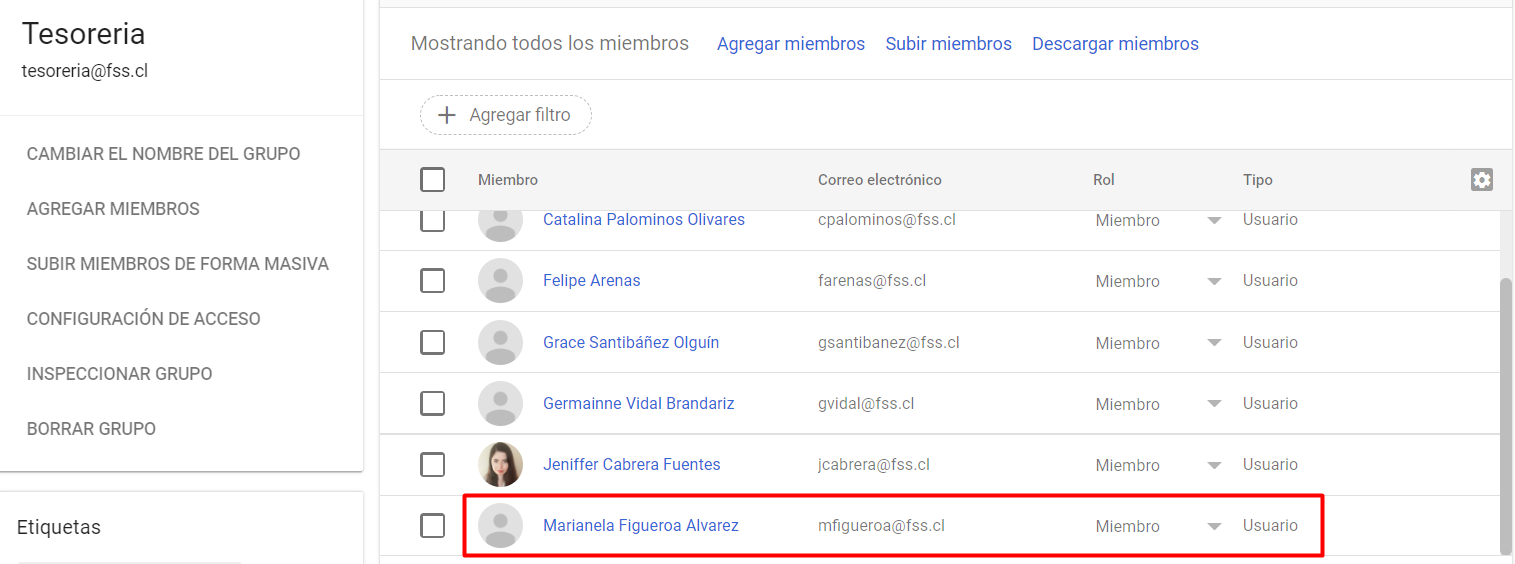 Tesoreria
tesoreria@fss.cl
CAMBIAR EL NOMBRE DEL GRUPO
AGREGAR MIEMBROS
SUBIR MIEMBROS DE FORMA MASIVA
CONFIGURACIÓN DE ACCESO
INSPECCIONAR GRUPO
BORRAR GRUPO
Etiquetas
Mostrando todos los miembros Agregar miembros Subir miembros Descargar miembros
Agregar filtro
Miembro Correo electrónico Rol Tipo
Catalina Palominos Olivares cpalominos@fss.cl Miembro Usuario
Felipe Arenas farenas@fss.cl Miembro Usuario
Grace Santibáñez Olguín gsantibanez@fss.cl Miembro Usuario
Germainne Vidal Brandariz gvidal@fss.cl Miembro Usuario
Jeniffer Cabrera Fuentes jcabrera@fss.cl Miembro Usuario
Marianela Figueroa Alvarez mfigueroa@fss.cl Miembro Usuario